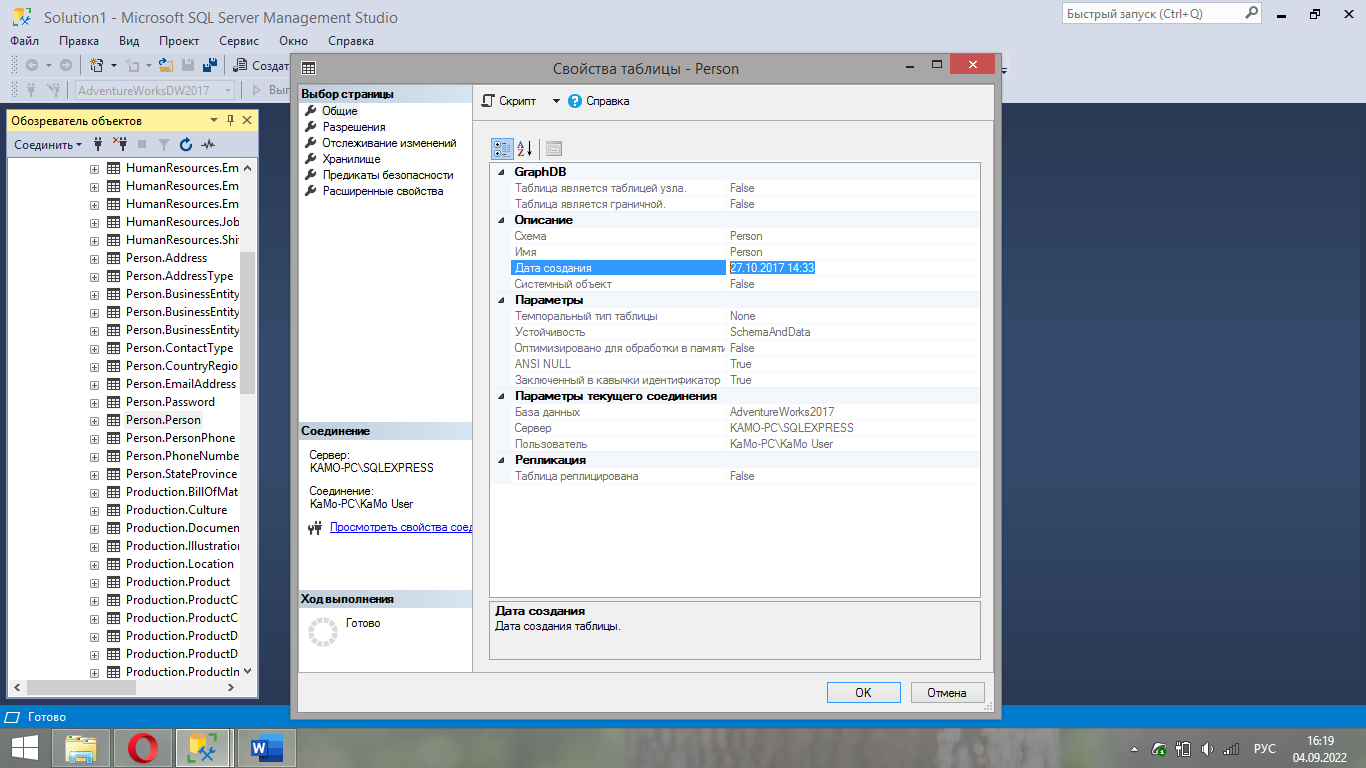 Solution1 - Microsoft SQL Server Management Studio
Быстрый запуск (Ctrl+Q)
Файл Правка Вид Проект Сервис Окно Справка
Создат
AdventureWorksDW2017 Вып
Обозреватель объектов
Соединить
HumanResources.Em
HumanResources.Em
HumanResources.Em
HumanResources.Job
HumanResources.Shi
Person.Address
Person.AddressType
Person.BusinessEntity
Person.BusinessEntity
Person.BusinessEntity
Person.ContactType
Person.CountryRegio
Person.EmailAddress
Person.Password
Person.Person
Person.PersonPhone
Person.PhoneNumbe
Person.StateProvince
Production.BillOfMat
Production.Culture
Production.Documen
Production.Illustration
Production.Location
Production.Product
Production.ProductCa
Production.ProductC
Production.ProductD
Production.ProductD
Production.ProductIn
Свойства таблицы - Person
Выбор страницы
Общие
Разрешения
Отслеживание изменений
Хранилище
Предикаты безопасности
Расширенные свойства
Соединение
Сервер:
KAMO-PC\SQLEXPRESS
Соединение:
KaMo-PC\KaMo User
Просмотреть свойства соед
Ход выполнения
Готово
Скрипт Справка
GraphDB
Таблица является таблицей узла. False
Таблица является граничной. False
Описание
Схема Person
Имя Person
Дата создания 27.10.2017 14:33
Системный объект False
Параметры
Темпоральный тип таблицы None
Устойчивость SchemaAndData
Оптимизировано для обработки в памяти False
ANSI NULL True
Заключенный в кавычки идентификатор True
Параметры текущего соединения
База данных AdventureWorks2017
Сервер KAMO-PC\SQLEXPRESS
Пользователь KaMo-PC\KaMo User
Репликация
Таблица реплицирована False
Дата создания
Дата создания таблицы.
OK Отмена
Готово
РУС
16:19
04.09.2022